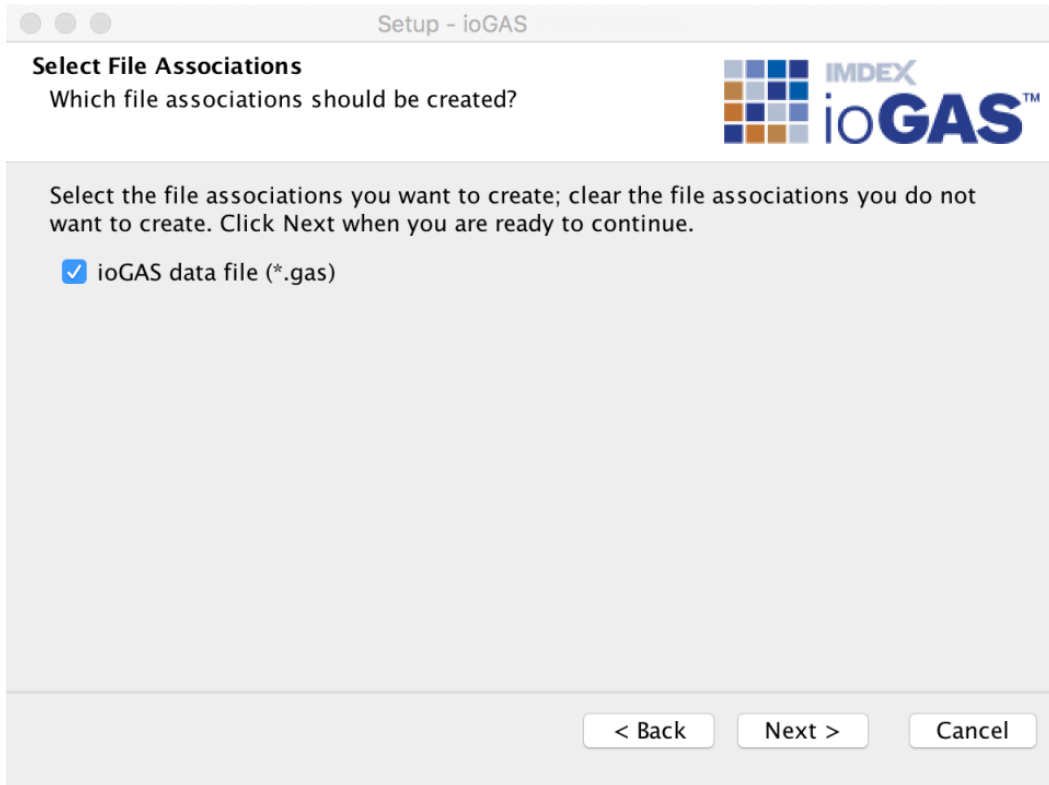 Setup - ioGAS
Select File Associations
Which file associations should be created?
IMDEX
ioGAS™
Select the file associations you want to create; clear the file associations you do not
want to create. Click Next when you are ready to continue.
ioGAS data file (*.gas)
< Back
Next >
Cancel